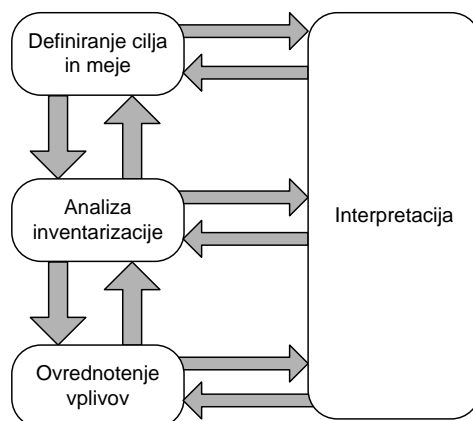 Definiranje cilja
in meje
Analiza
inventarizacije
Interpretacija
Ovrednotenje
vplivov